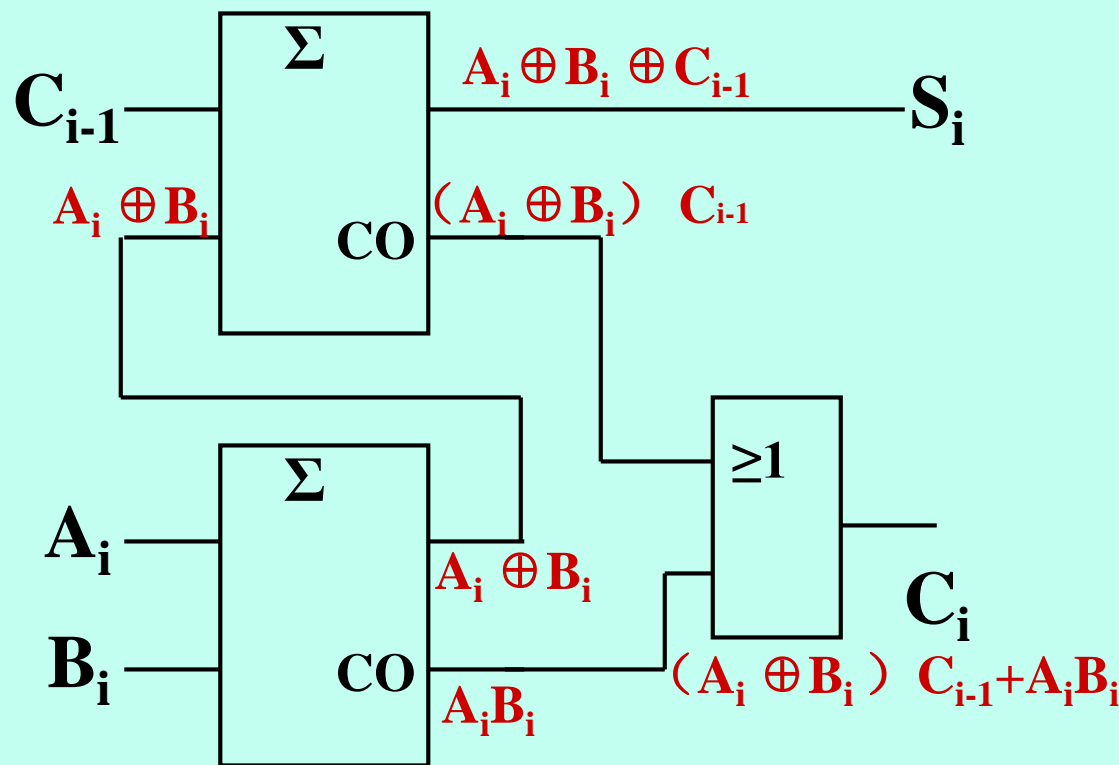 Σ
Aᵢ ⊕ Bᵢ ⊕ Cᵢ₋₁
Cᵢ₋₁
Sᵢ
Aᵢ ⊕ Bᵢ
(Aᵢ ⊕ Bᵢ) Cᵢ₋₁
CO
Σ
≥1
Aᵢ
Aᵢ ⊕ Bᵢ
Cᵢ
Bᵢ
CO
(Aᵢ ⊕ Bᵢ) Cᵢ₋₁+AᵢBᵢ
AᵢBᵢ